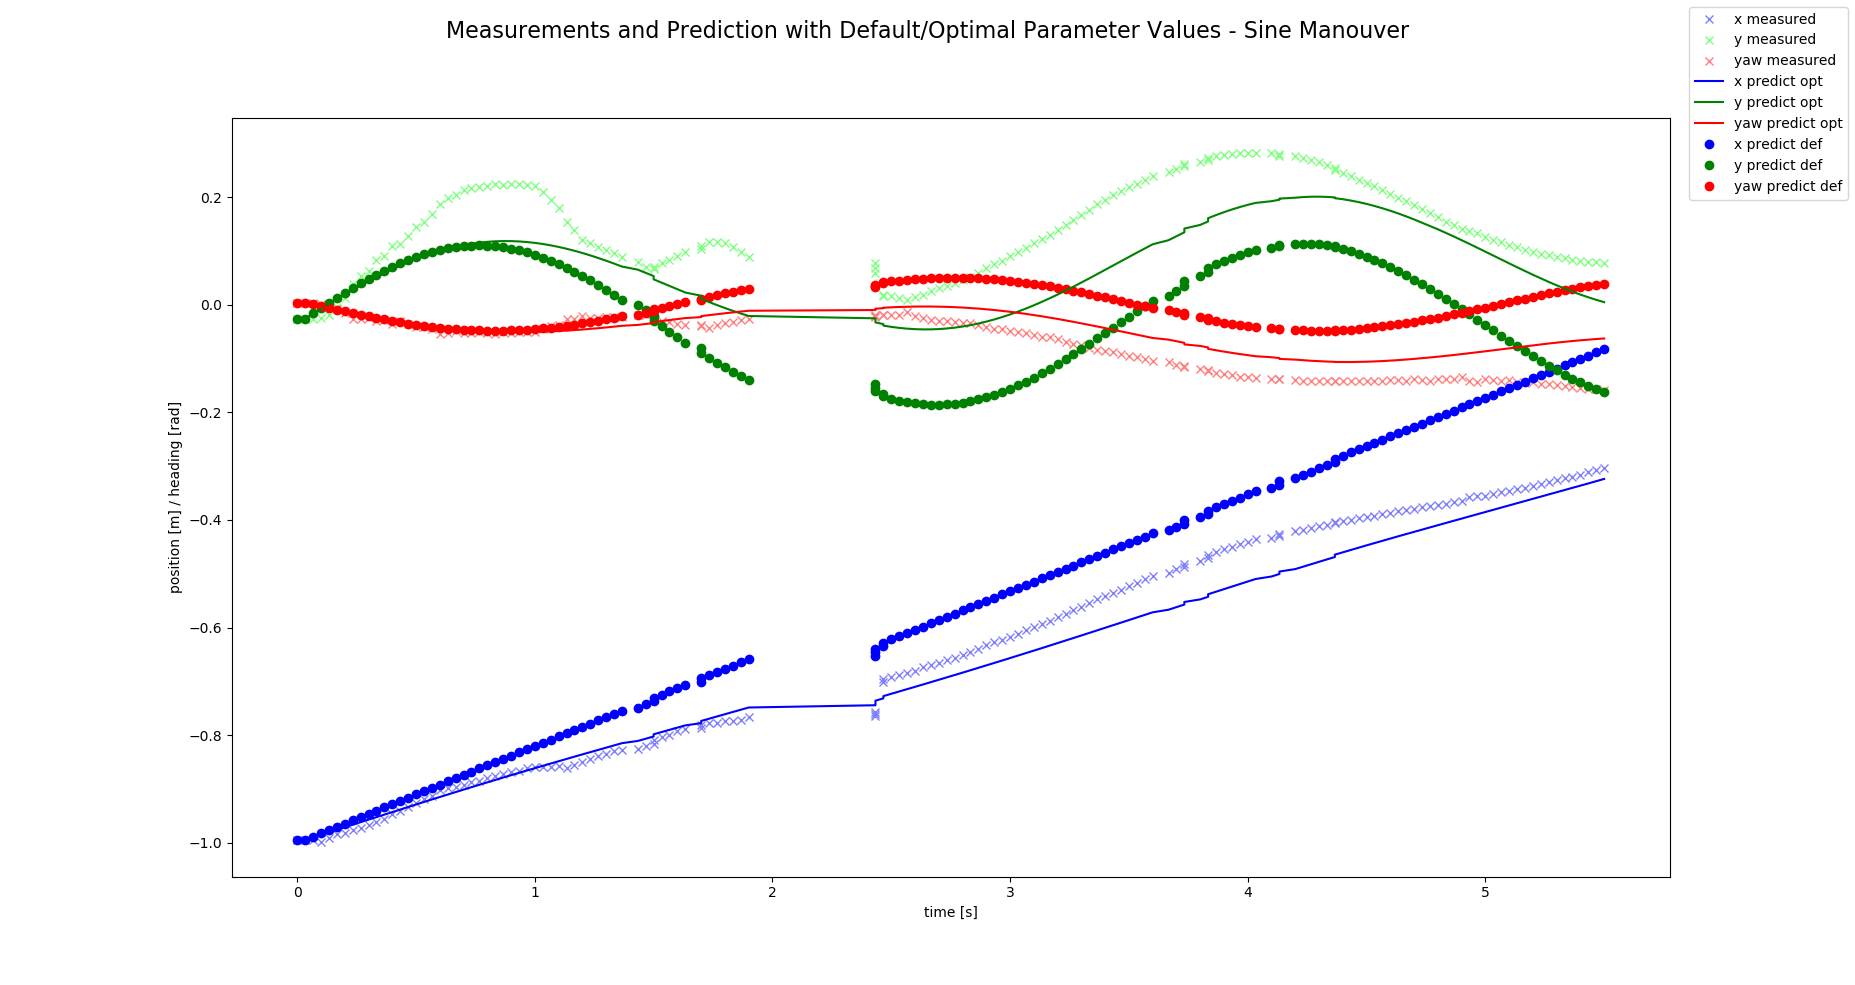 Measurements and Prediction with Default/Optimal Parameter Values - Sine Manouver
x measured
y measured
yaw measured
x predict opt
y predict opt
yaw predict opt
x predict def
y predict def
yaw predict def
0.2
0.0
−0.2
−0.4
−0.6
−0.8
−1.0
position [m] / heading [rad]
0 1 2 3 4 5
time [s]